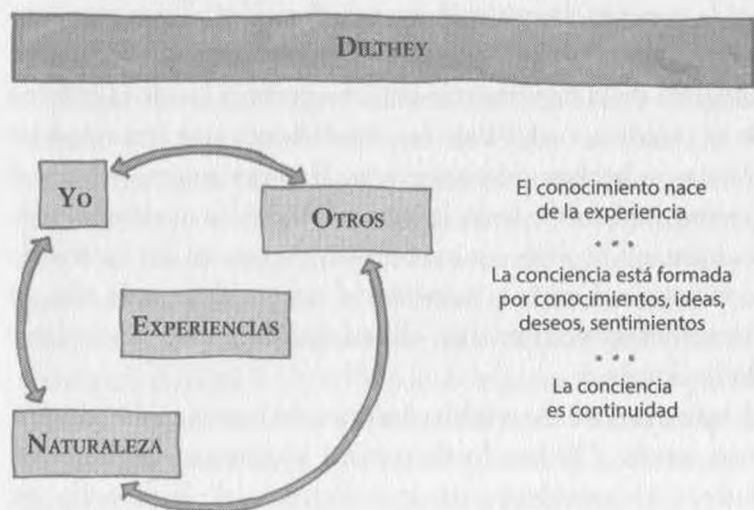 DILTHEY
YO
OTROS
EXPERIENCIAS
NATURALEZA
El conocimiento nace
de la experiencia
La conciencia está formada
por conocimientos, ideas,
deseos, sentimientos
La conciencia
es continuidad